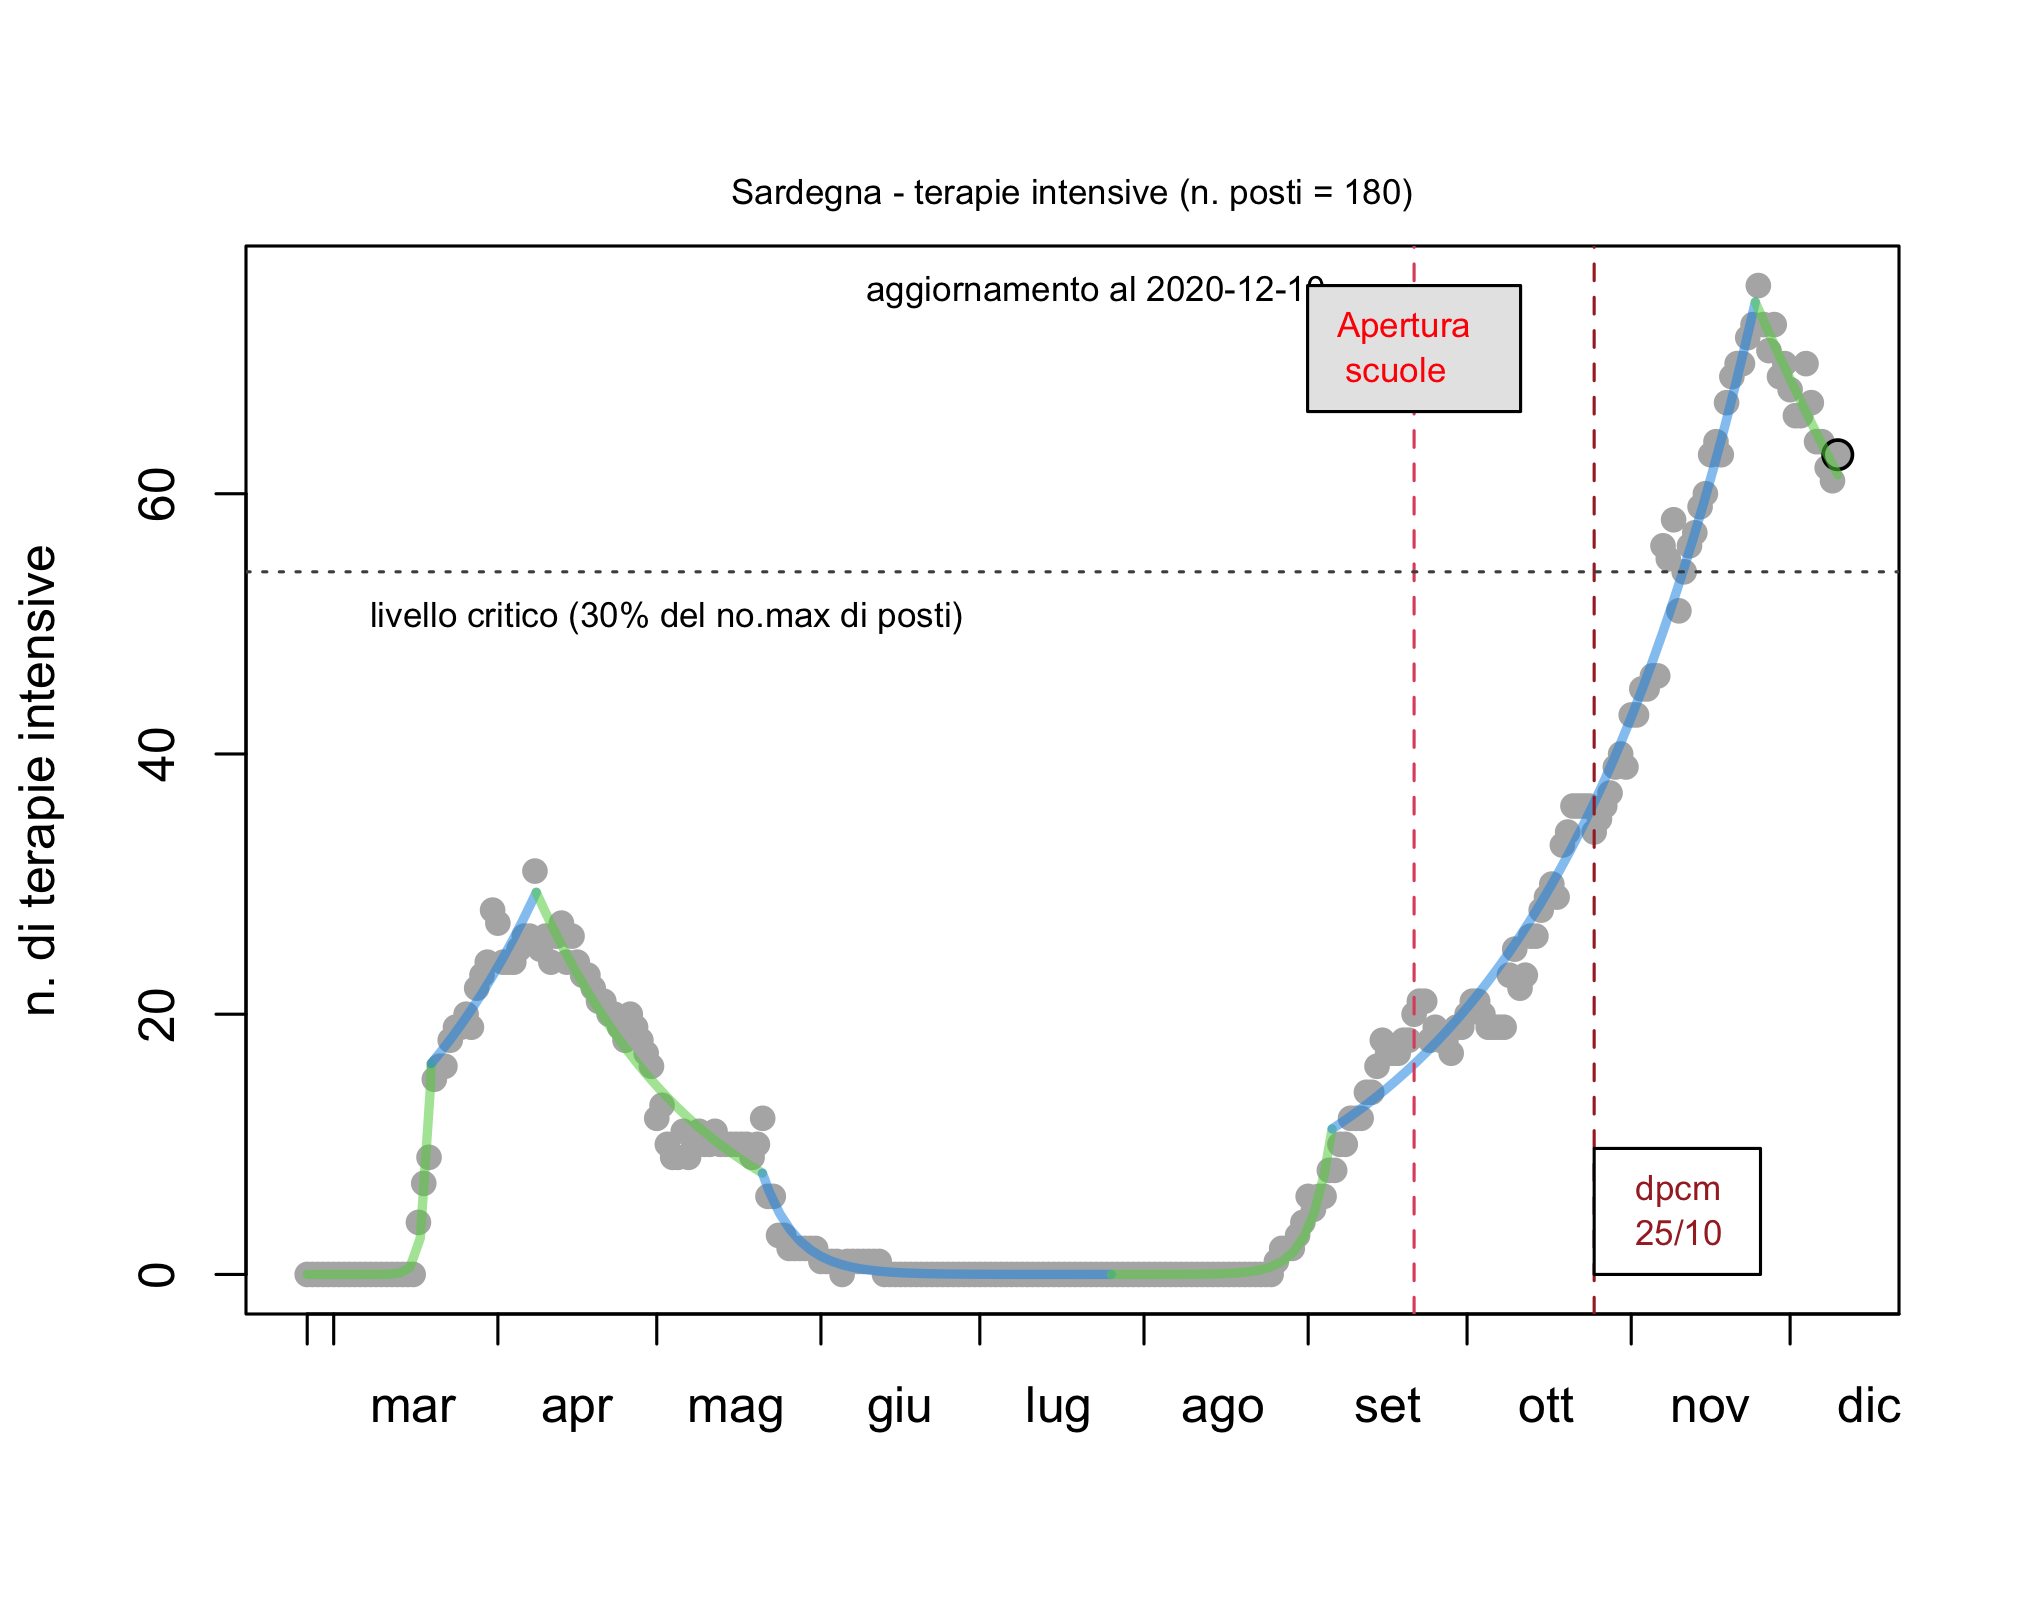 Sardegna - terapie intensive (n. posti = 180)
aggiornamento al 2020-12-10
Apertura
scuole
livello critico (30% del no.max di posti)
dpcm
25/10
n. di terapie intensive
60
40
20
0
mar apr mag giu lug ago set ott nov dic